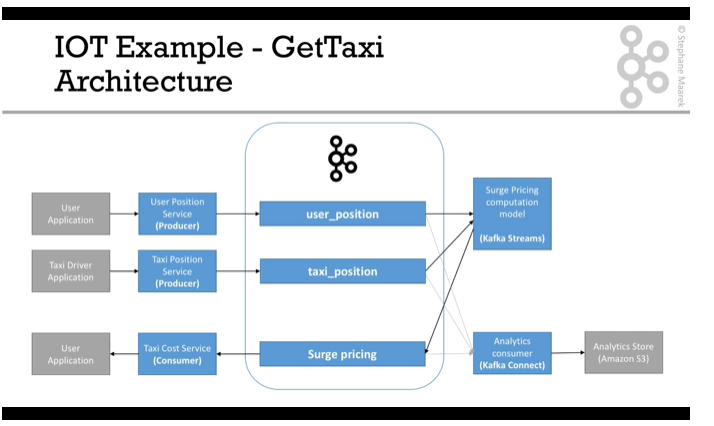 IOT Example - GetTaxi
Architecture
© Stephane Maarek
User
Application
User Position
Service
(Producer)
user_position
Surge Pricing
computation
model
(Kafka Streams)
Taxi Driver
Application
Taxi Position
Service
(Producer)
taxi_position
User
Application
Taxi Cost Service
(Consumer)
Surge pricing
Analytics
consumer
(Kafka Connect)
Analytics Store
(Amazon S3)